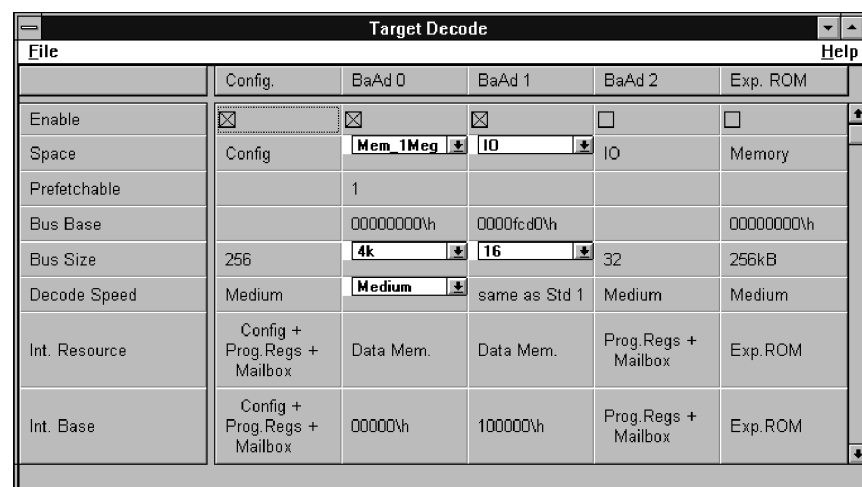 Target Decode
File Help
Config. BaAd 0 BaAd 1 BaAd 2 Exp. ROM
Enable
Space Config Mem_1Meg IO IO Memory
Prefetchable 1
Bus Base 00000000\h 0000fcd0\h 00000000\h
Bus Size 256 4k 16 32 256kB
Decode Speed Medium Medium same as Std 1 Medium Medium
Int. Resource Config + Prog.Regs + Mailbox Data Mem. Data Mem. Prog.Regs + Mailbox Exp.ROM
Int. Base Config + Prog.Regs + Mailbox 00000\h 100000\h Prog.Regs + Mailbox Exp.ROM